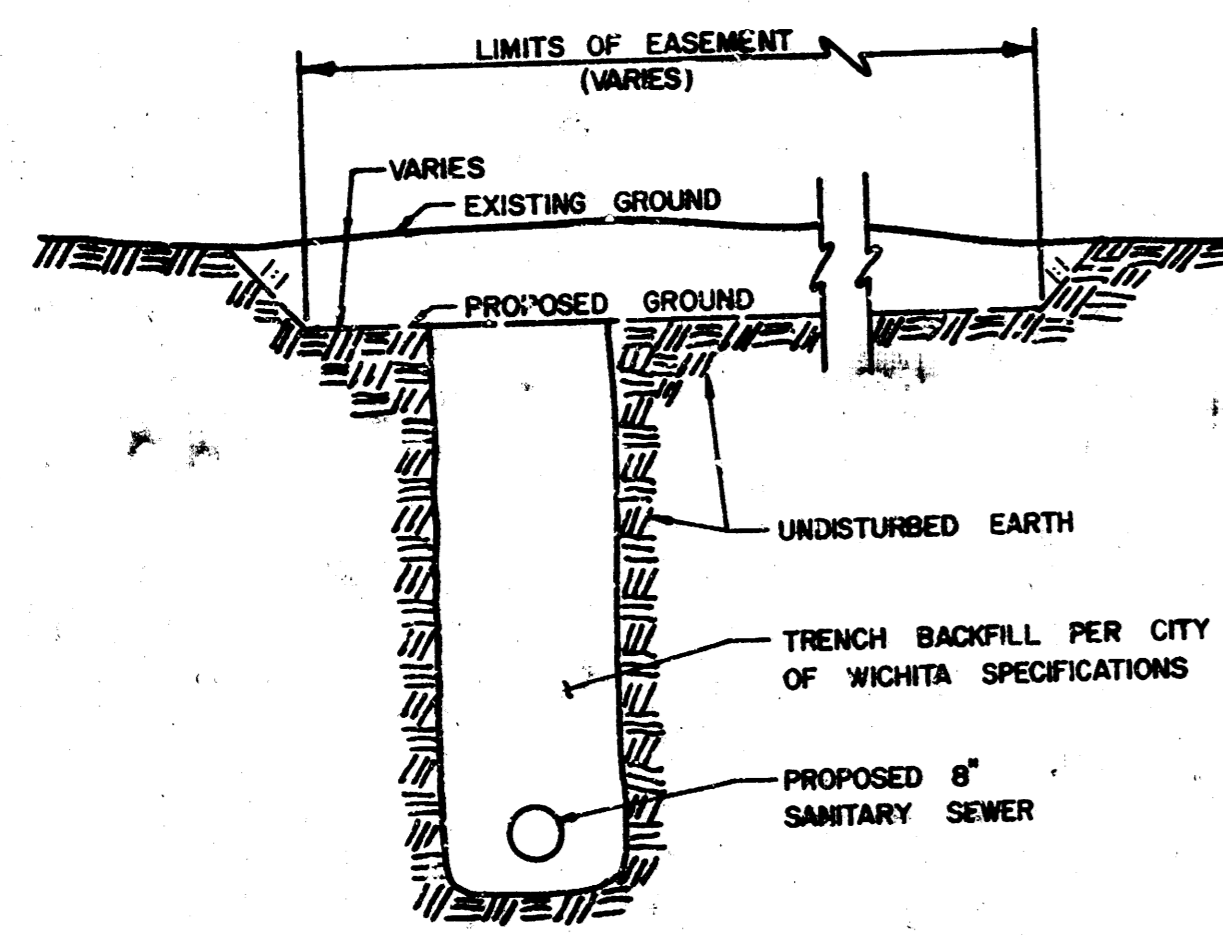 LIMITS OF EASEMENT
(VARIES)
VARIES
EXISTING GROUND
PROPOSED GROUND
UNDISTURBED EARTH
TRENCH BACKFILL PER CITY
OF WICHITA SPECIFICATIONS
PROPOSED 8"
SANITARY SEWER